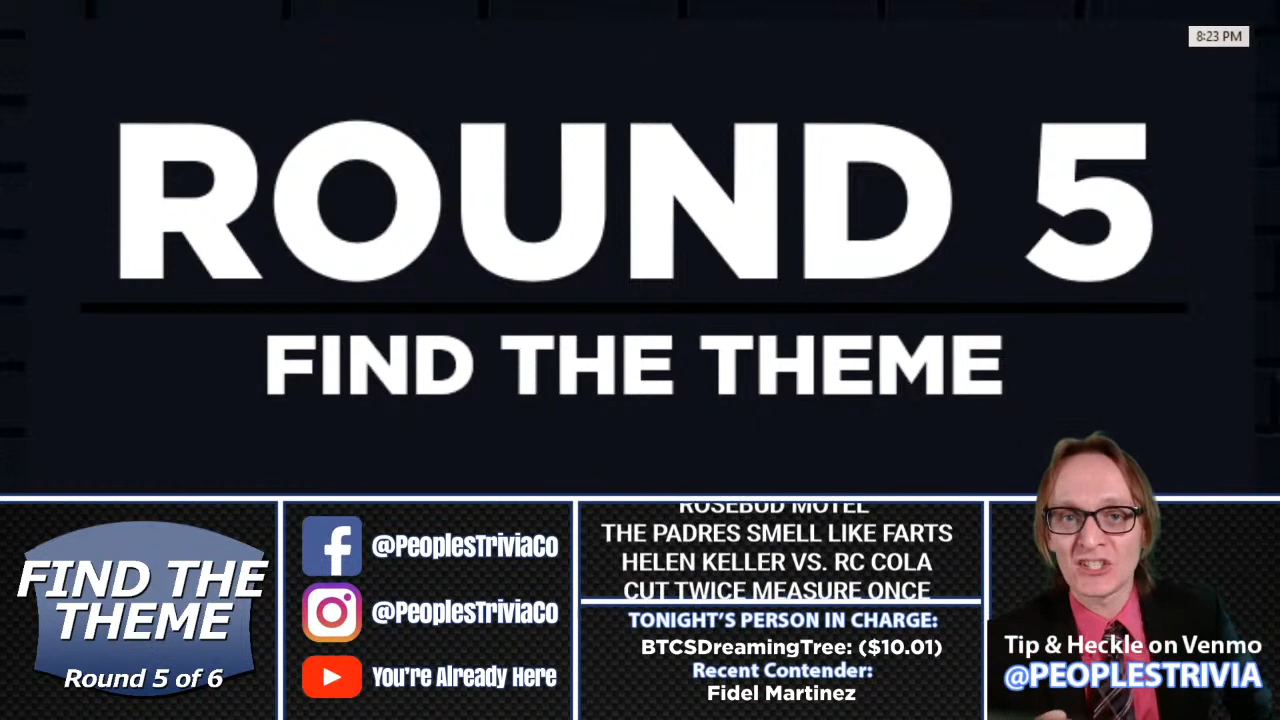 8:23 PM
ROUND 5
FIND THE THEME
FIND THE
THEME
Round 5 of 6
@PeoplesTriviaCo
@PeoplesTriviaCo
You're Already Here
ROSEBUD MOTEL
THE PADRES SMELL LIKE FARTS
HELEN KELLER VS. RC COLA
CUT TWICE MEASURE ONCE
TONIGHT'S PERSON IN CHARGE:
BTCSDreamingTree: ($10.01)
Recent Contender:
Fidel Martinez
Tip & Heckle on Venmo
@PEOPLESTRIVIA